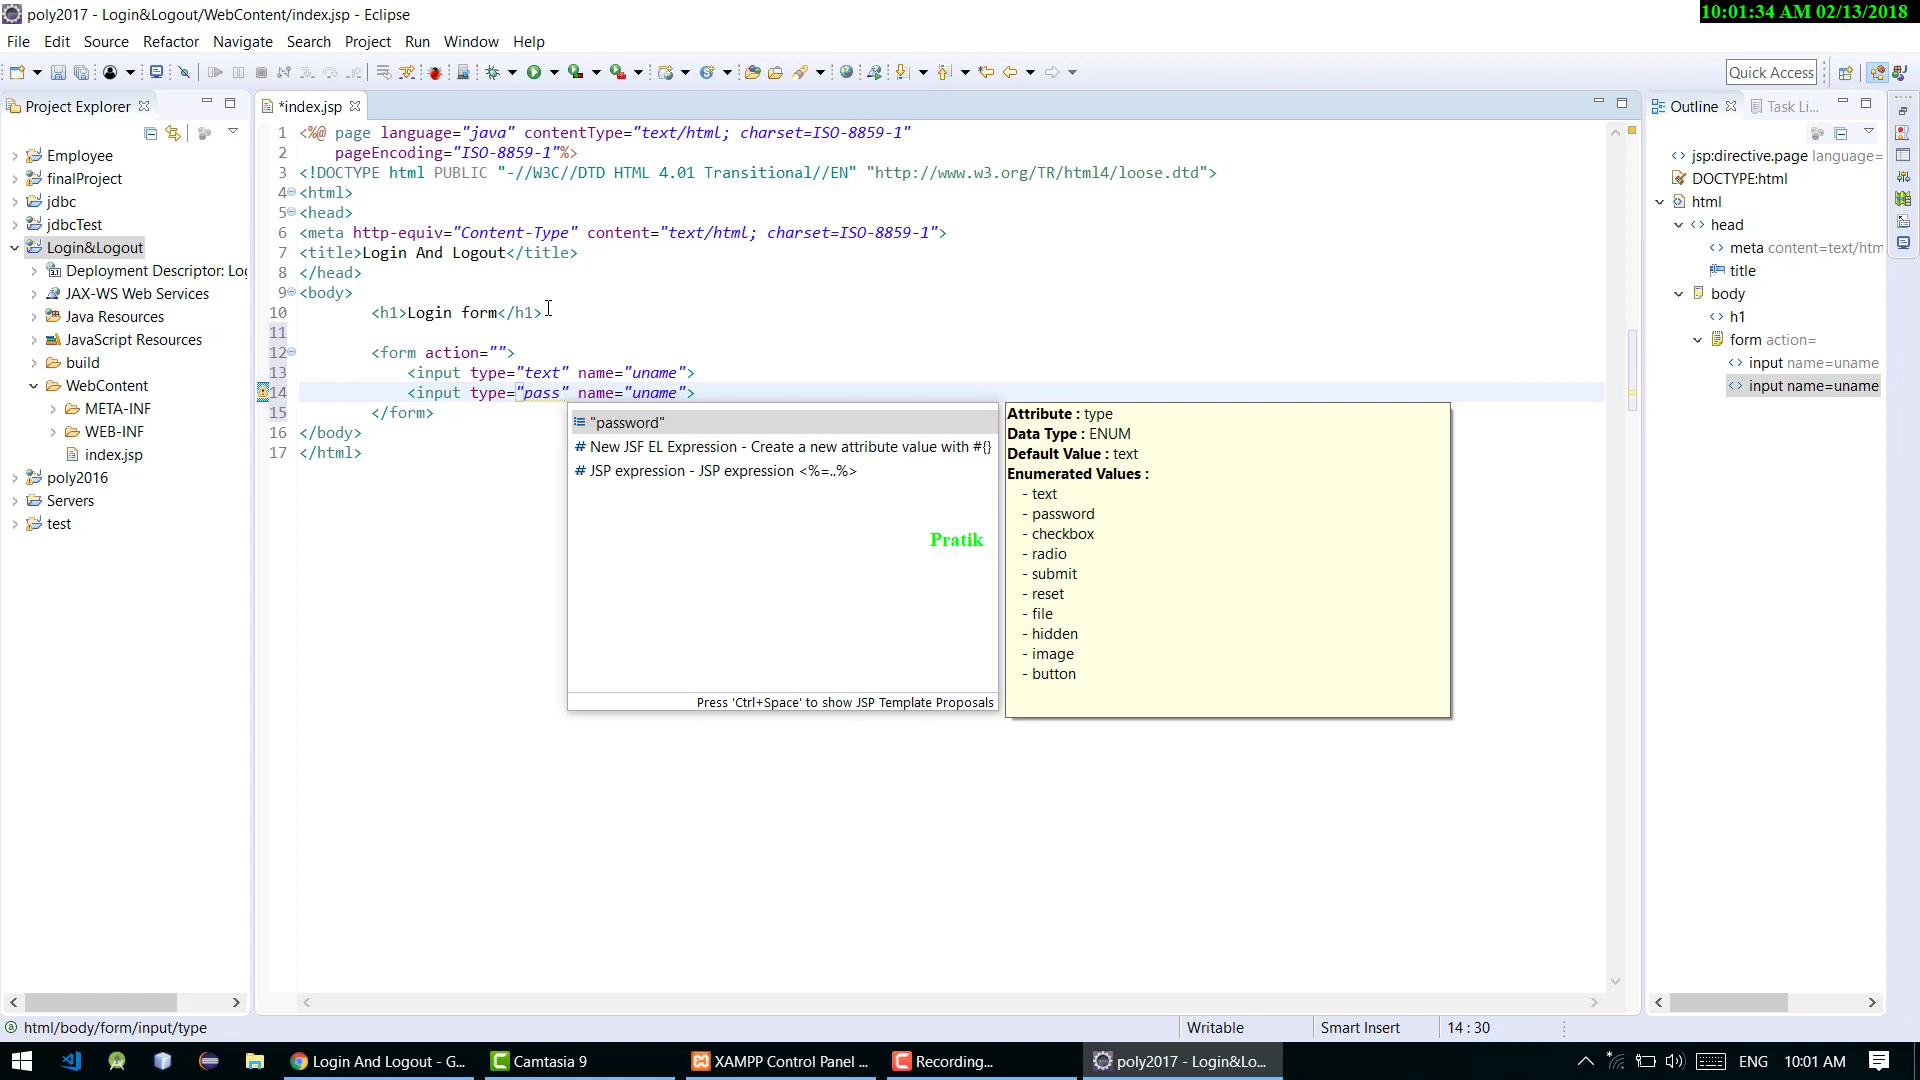 poly2017 - Login&Logout/WebContent/index.jsp - Eclipse
10:01:34 AM 02/13/2018
File Edit Source Refactor Navigate Search Project Run Window Help
Quick Access
Project Explorer
*index.jsp
Outline
Task Li...
Employee
finalProject
jdbc
jdbcTest
Login&Logout
Deployment Descriptor: Log
JAX-WS Web Services
Java Resources
JavaScript Resources
build
WebContent
META-INF
WEB-INF
index.jsp
poly2016
Servers
test
1 <%@ page language="java" contentType="text/html; charset=ISO-8859-1"
2 pageEncoding="ISO-8859-1"%>
3 <!DOCTYPE html PUBLIC "-//W3C//DTD HTML 4.01 Transitional//EN" "http://www.w3.org/TR/html4/loose.dtd">
4 <html>
5 <head>
6 <meta http-equiv="Content-Type" content="text/html; charset=ISO-8859-1">
7 <title>Login And Logout</title>
8 </head>
9 <body>
10 <h1>Login form</h1>
11
12 <form action="">
13 <input type="text" name="uname">
14 <input type="pass" name="uname">
15 </form>
16 </body>
17 </html>
"password"
New JSF EL Expression - Create a new attribute value with #{}
JSP expression - JSP expression <%=..%>
Pratik
Press 'Ctrl+Space' to show JSP Template Proposals
Attribute : type
Data Type : ENUM
Default Value : text
Enumerated Values :
- text
- password
- checkbox
- radio
- submit
- reset
- file
- hidden
- image
- button
jsp:directive.page language=
DOCTYPE:html
html
head
meta content=text/htm
title
body
h1
form action=
input name=uname
input name=uname
html/body/form/input/type
Writable
Smart Insert
14 : 30
Login And Logout - G...
Camtasia 9
XAMPP Control Panel ...
Recording...
poly2017 - Login&Lo...
ENG
10:01 AM